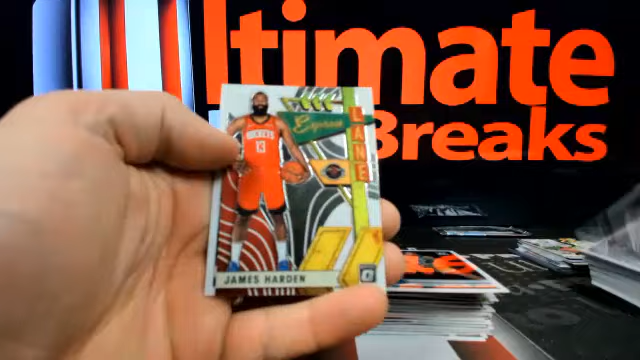 Ultimate
Breaks
Express
LANE
ROCKETS
13
JAMES HARDEN